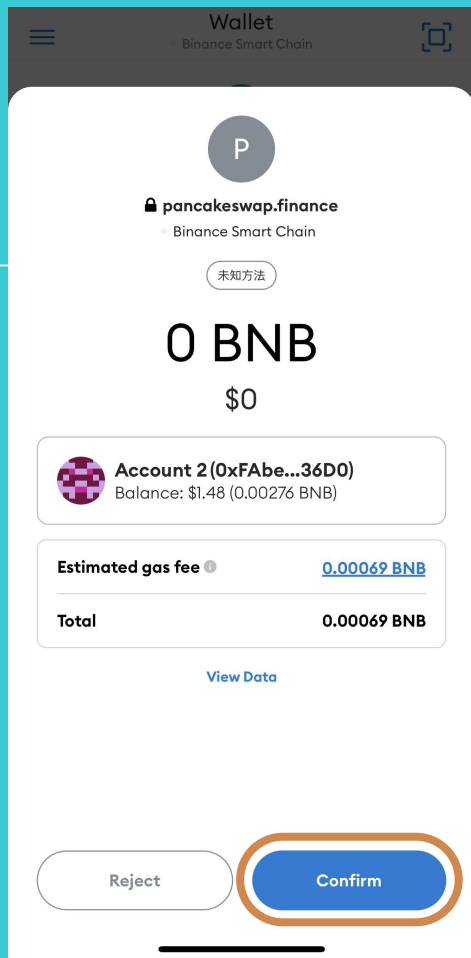 Wallet
Binance Smart Chain
P
pancakeswap.finance
Binance Smart Chain
未知方法
0 BNB
$0
Account 2 (0xFAbe...36D0)
Balance: $1.48 (0.00276 BNB)
Estimated gas fee 0.00069 BNB
Total 0.00069 BNB
View Data
Reject Confirm